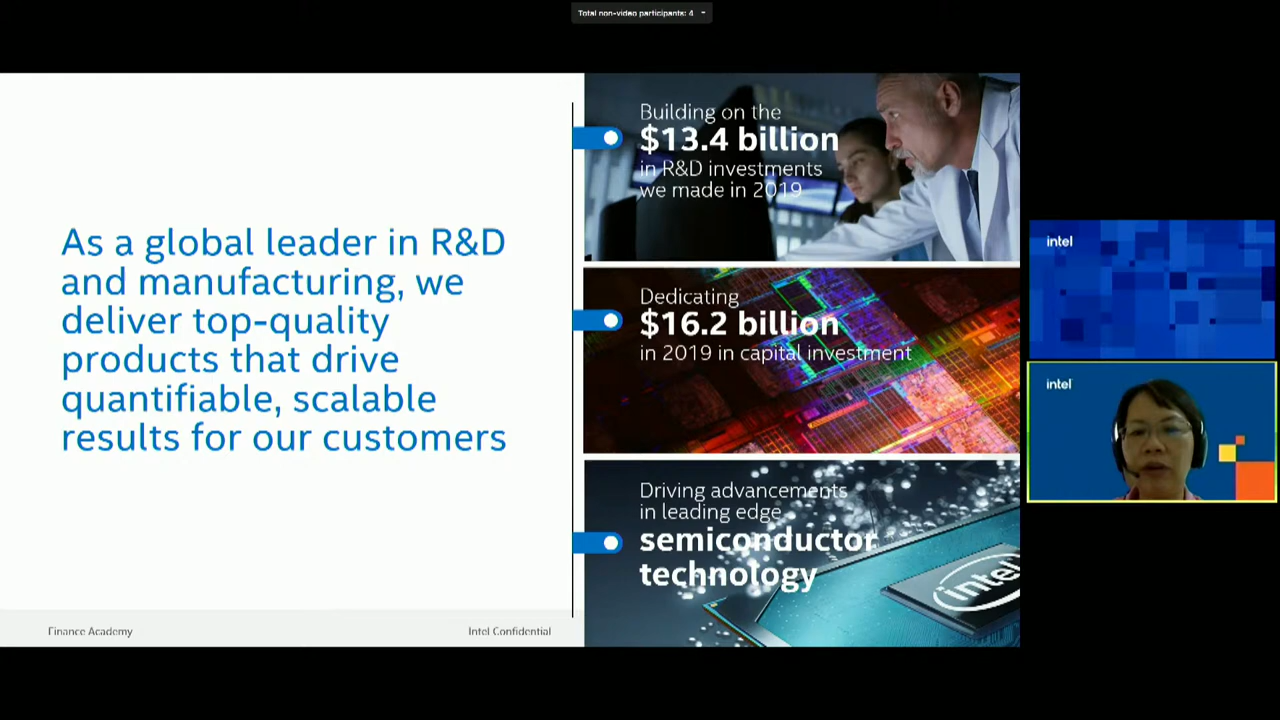 Total non-video participants: 4
As a global leader in R&D
and manufacturing, we
deliver top-quality
products that drive
quantifiable, scalable
results for our customers
Building on the
$13.4 billion
in R&D investments
we made in 2019
Dedicating
$16.2 billion
in 2019 in capital investment
Driving advancements
in leading edge
semiconductor
technology
intel
Finance Academy
Intel Confidential
intel
intel